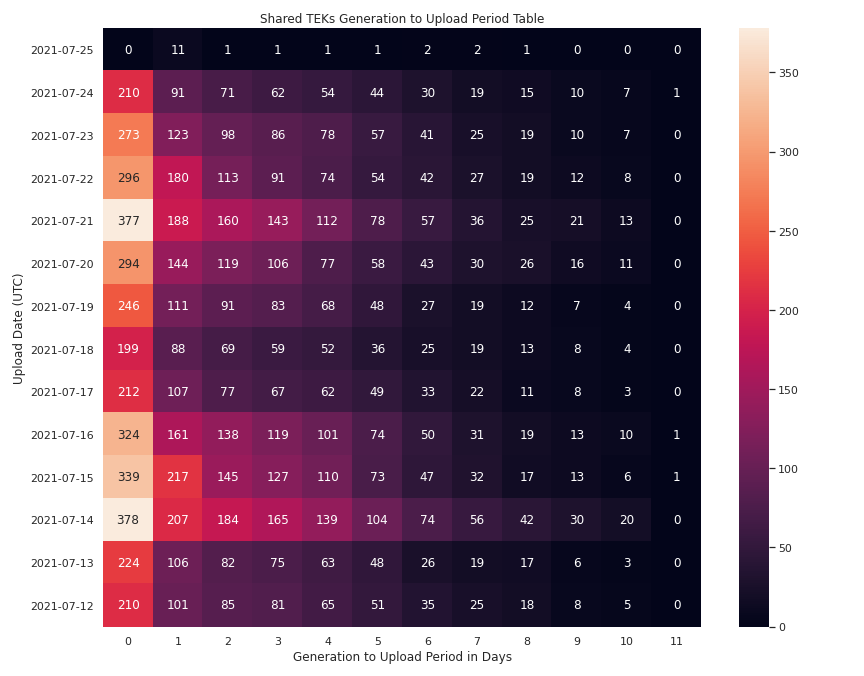 Shared TEKs Generation to Upload Period Table
Upload Date (UTC)
2021-07-25 0 11 1 1 1 1 2 2 1 0 0 0
2021-07-24 210 91 71 62 54 44 30 19 15 10 7 1
2021-07-23 273 123 98 86 78 57 41 25 19 10 7 0
2021-07-22 296 180 113 91 74 54 42 27 19 12 8 0
2021-07-21 377 188 160 143 112 78 57 36 25 21 13 0
2021-07-20 294 144 119 106 77 58 43 30 26 16 11 0
2021-07-19 246 111 91 83 68 48 27 19 12 7 4 0
2021-07-18 199 88 69 59 52 36 25 19 13 8 4 0
2021-07-17 212 107 77 67 62 49 33 22 11 8 3 0
2021-07-16 324 161 138 119 101 74 50 31 19 13 10 1
2021-07-15 339 217 145 127 110 73 47 32 17 13 6 1
2021-07-14 378 207 184 165 139 104 74 56 42 30 20 0
2021-07-13 224 106 82 75 63 48 26 19 17 6 3 0
2021-07-12 210 101 85 81 65 51 35 25 18 8 5 0
0 1 2 3 4 5 6 7 8 9 10 11
Generation to Upload Period in Days
350
300
250
200
150
100
50
0